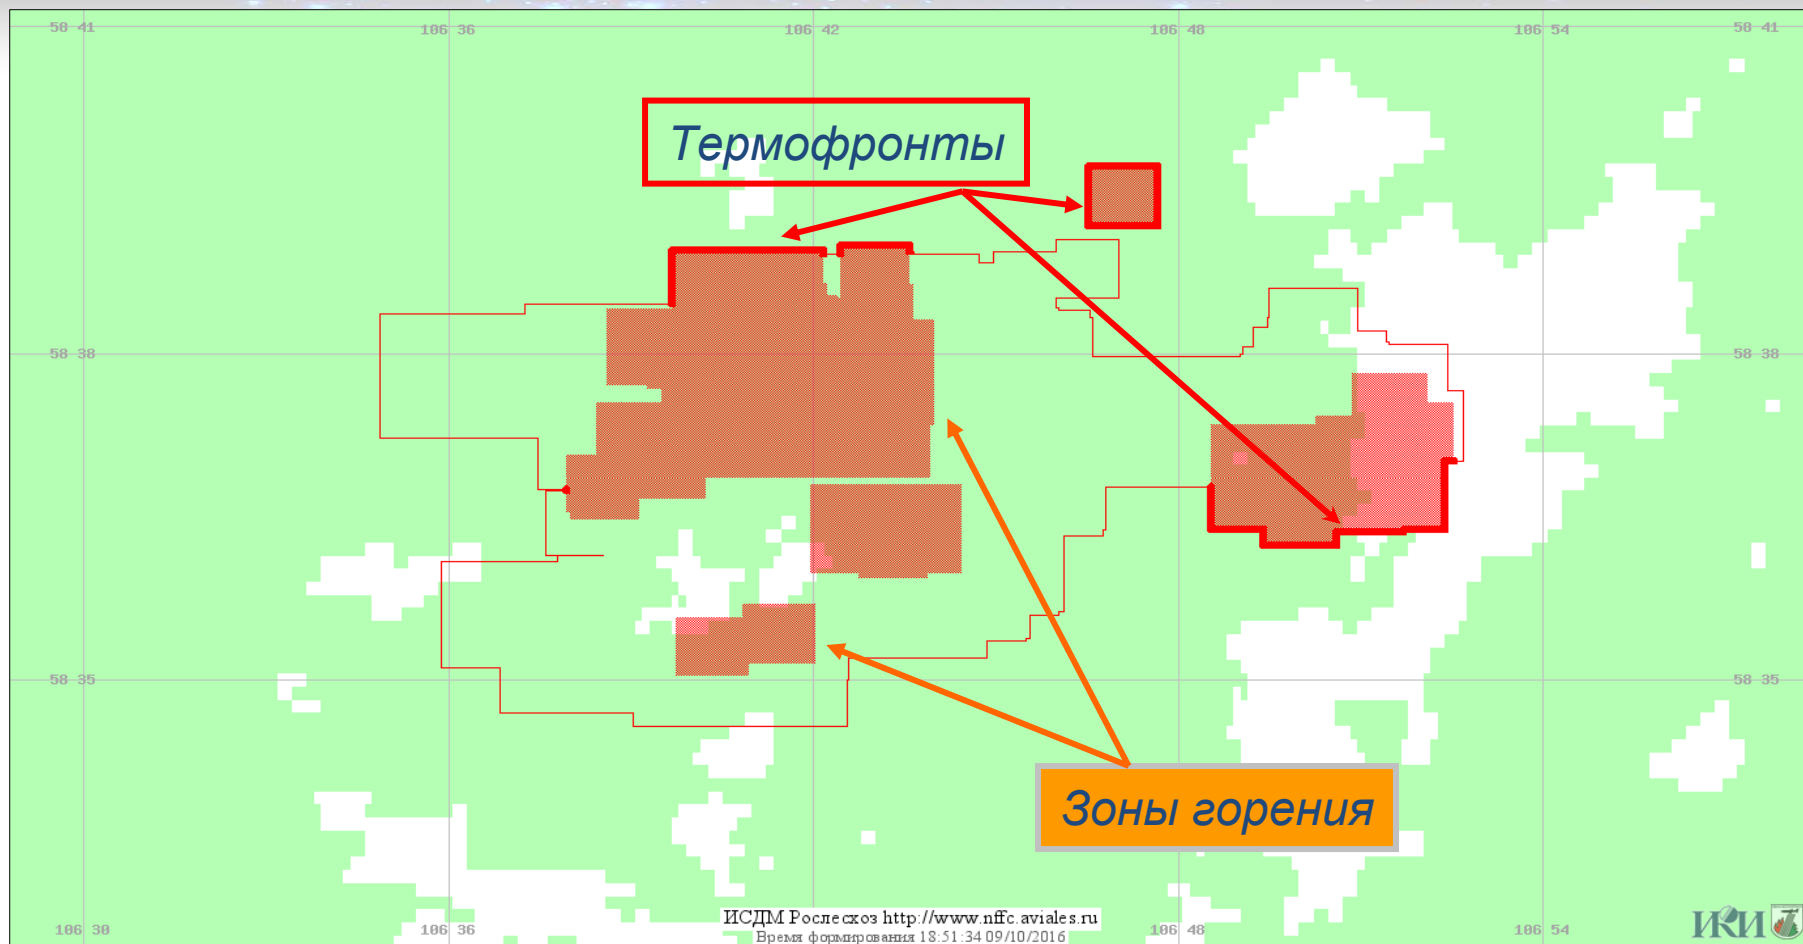 58 41 106 36 106 42 106 48 106 54 58 41
Термофронты
58 38 58 38
58 35 58 35
Зоны горения
ИСДМ Рослесхоз http://www.nffc.aviales.ru
Время формирования 18:51:34 09/10/2016
106 30 106 36 106 48 106 54
ИКИ